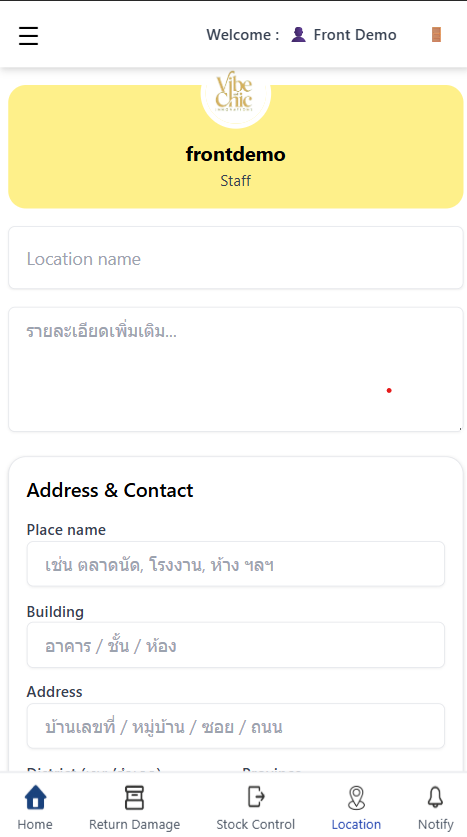 Welcome : Front Demo
Vibe
Chic
INNOVATION
frontdemo
Staff
Location name
รายละเอียดเพิ่มเติม...
Address & Contact
Place name
เช่น ตลาดนัด, โรงงาน, ห้าง ฯลฯ
Building
อาคาร / ชั้น / ห้อง
Address
บ้านเลขที่ / หมู่บ้าน / ซอย / ถนน
Home Return Damage Stock Control Location Notify